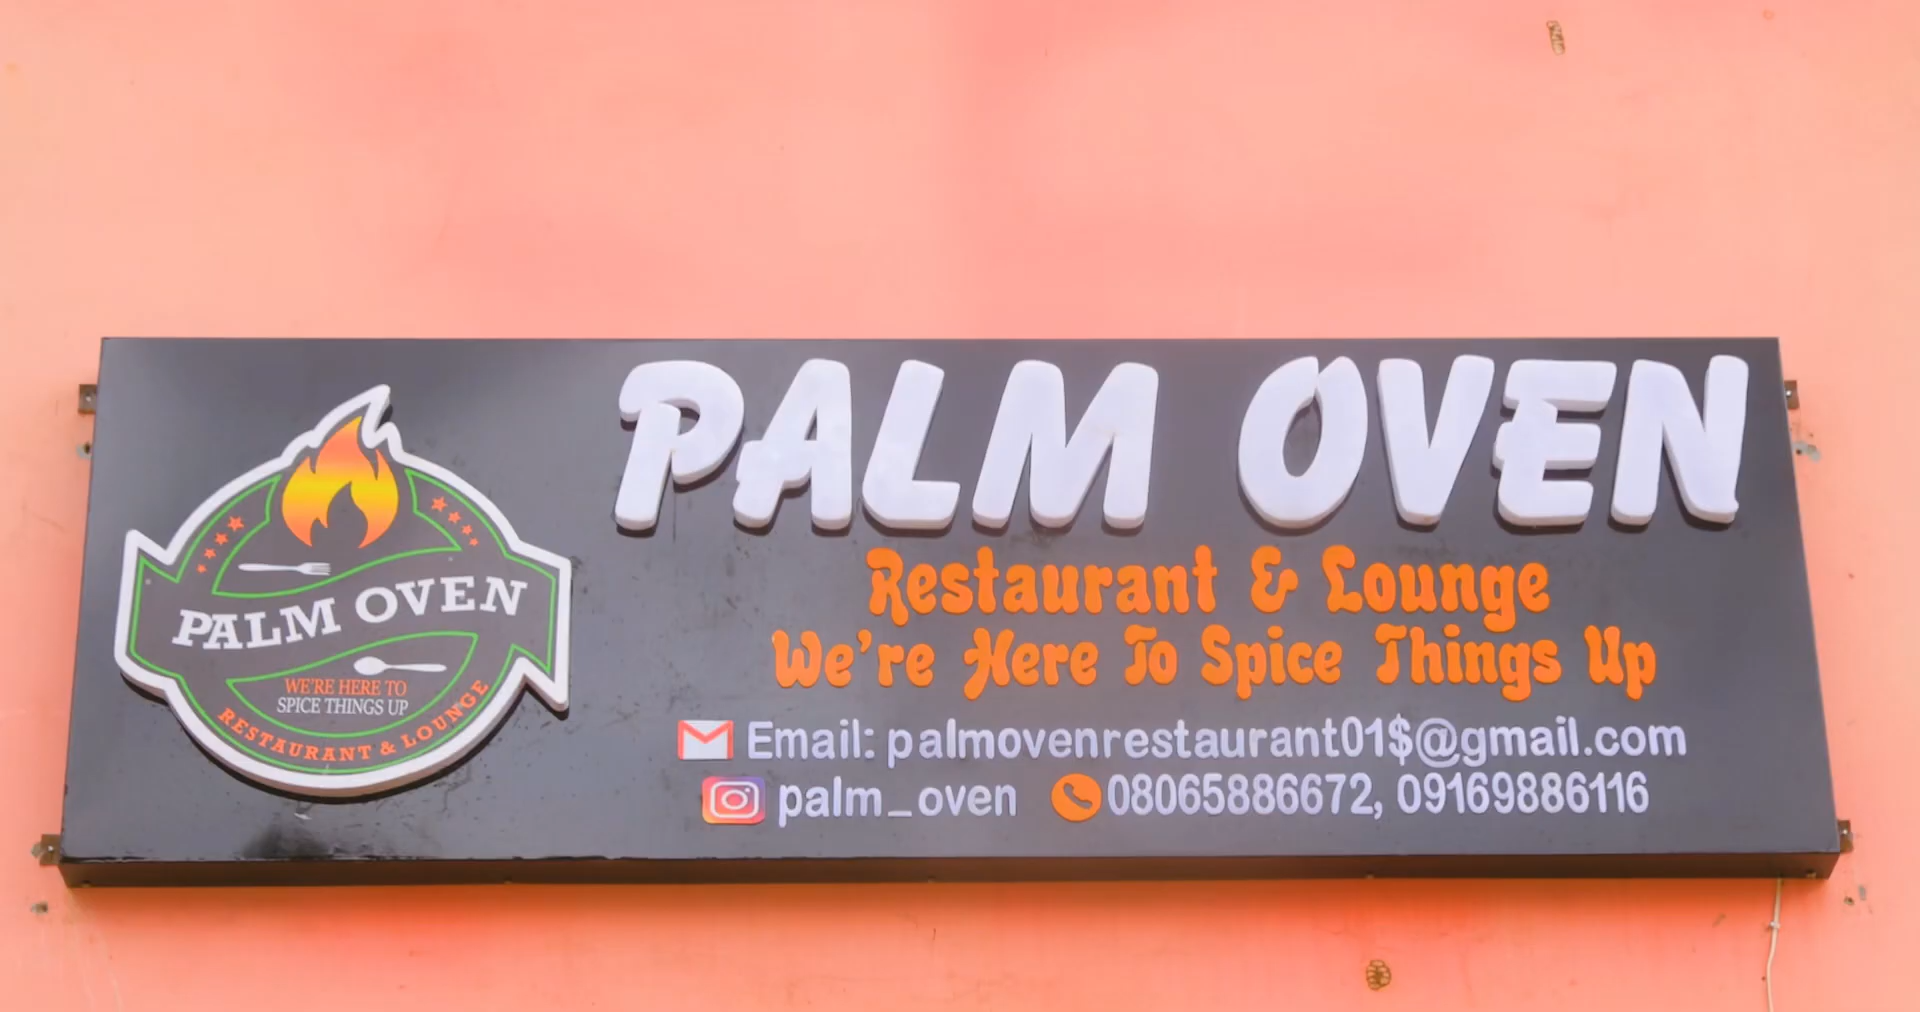 PALM OVEN
WE'RE HERE TO
SPICE THINGS UP
RESTAURANT & LOUNGE
PALM OVEN
Restaurant & Lounge
We're Here To Spice Things Up
Email: palmovenrestaurant01$@gmail.com
palm_oven 08065886672, 09169886116